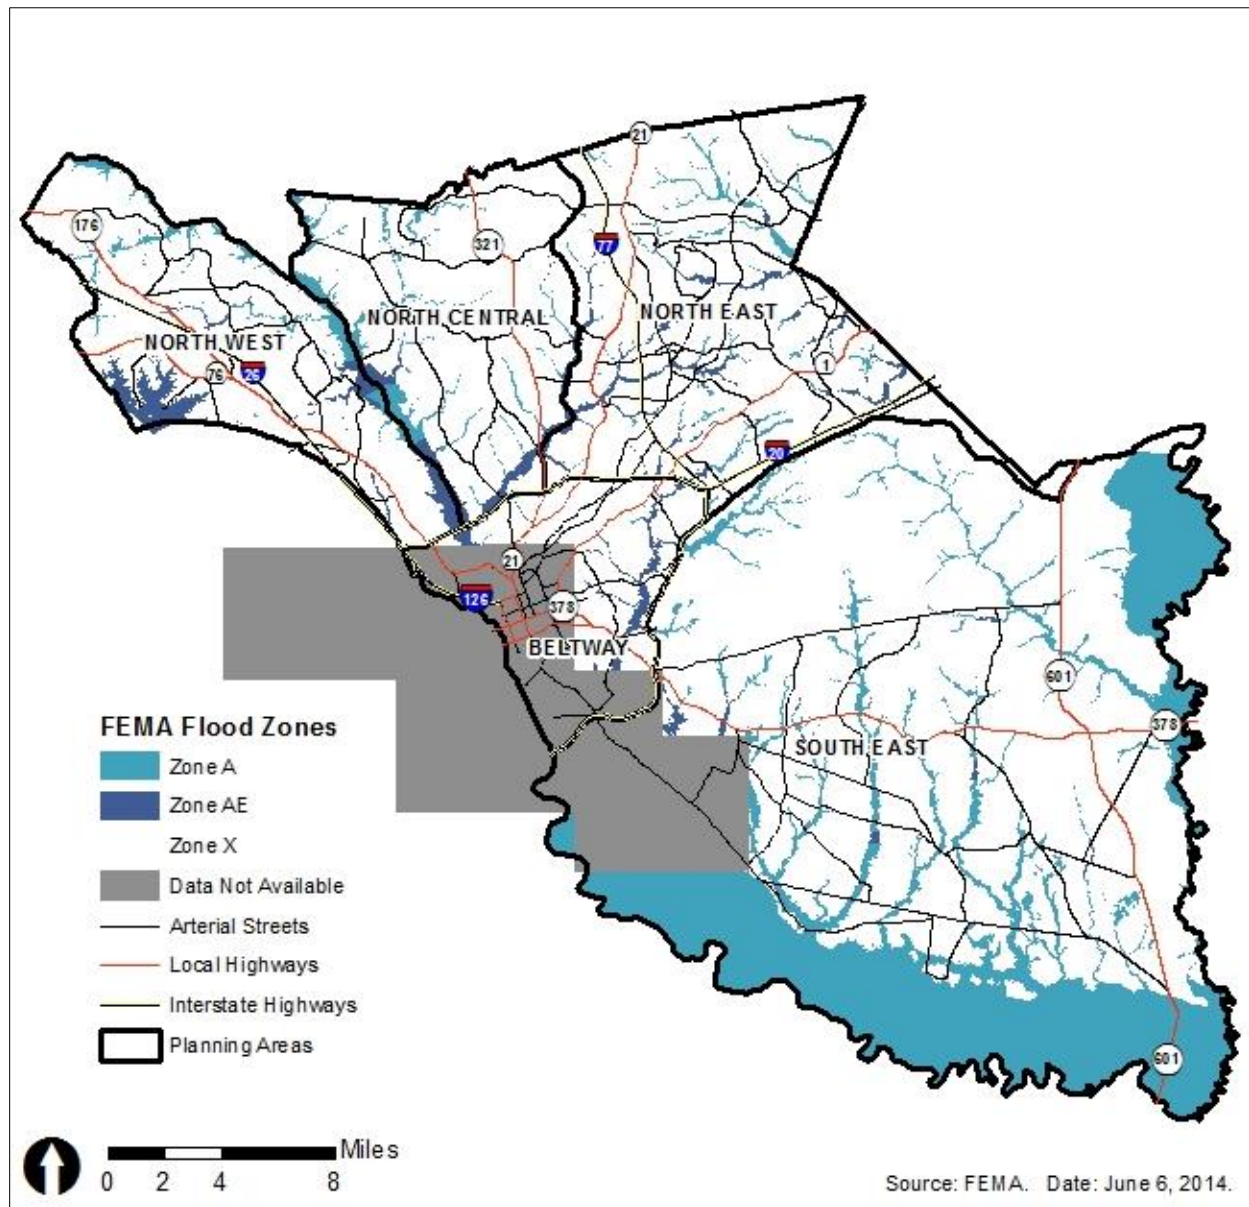 21
176
321
77
NORTH CENTRAL
NORTH EAST
NORTH WEST
1
76
26
20
21
126
378
BELTWAY
601
378
SOUTH EAST
FEMA Flood Zones
Zone A
Zone AE
Zone X
Data Not Available
Arterial Streets
Local Highways
Interstate Highways
Planning Areas
601
Miles
0 2 4 8
Source: FEMA. Date: June 6, 2014.